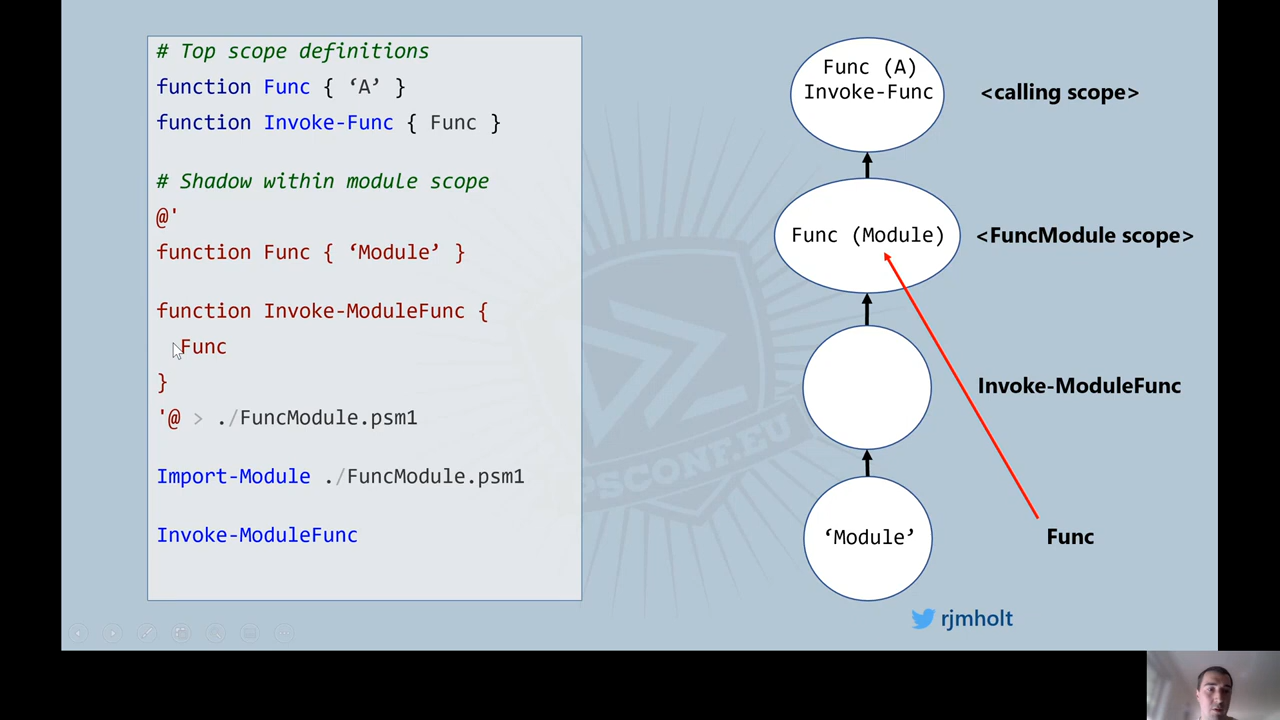 # Top scope definitions
function Func { ‘A’ }
function Invoke-Func { Func }
# Shadow within module scope
@'
function Func { ‘Module’ }
function Invoke-ModuleFunc {
Func
}
'@ > ./FuncModule.psm1
Import-Module ./FuncModule.psm1
Invoke-ModuleFunc
Func (A)
Invoke-Func
<calling scope>
Func (Module)
<FuncModule scope>
Invoke-ModuleFunc
‘Module’
Func
PSCONF.EU
rjmholt